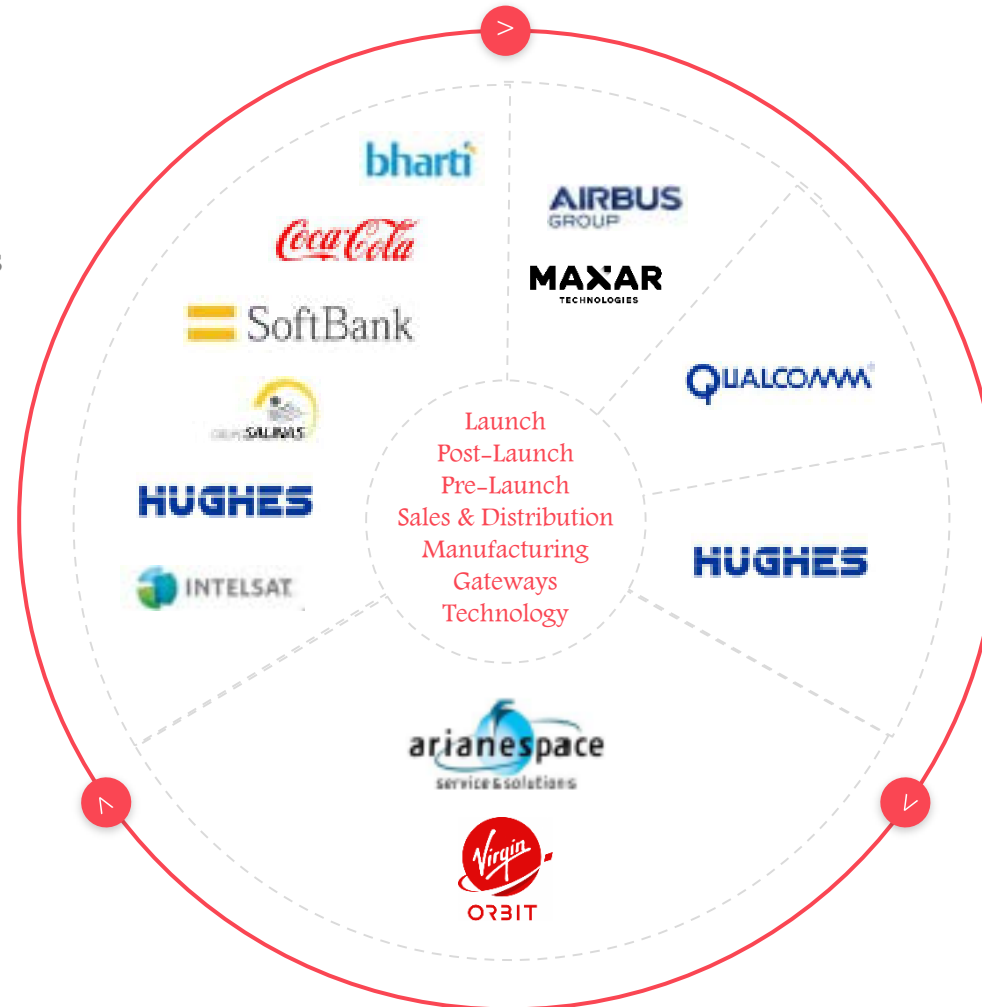 bharti
Coca-Cola
SoftBank
SALINAS
HUGHES
INTELSAT
AIRBUS
GROUP
MAXAR
TECHNOLOGIES
QUALCOMM
HUGHES
Launch
Post-Launch
Pre-Launch
Sales & Distribution
Manufacturing
Gateways
Technology
arianespace
service & solutions
Virgin
ORBIT